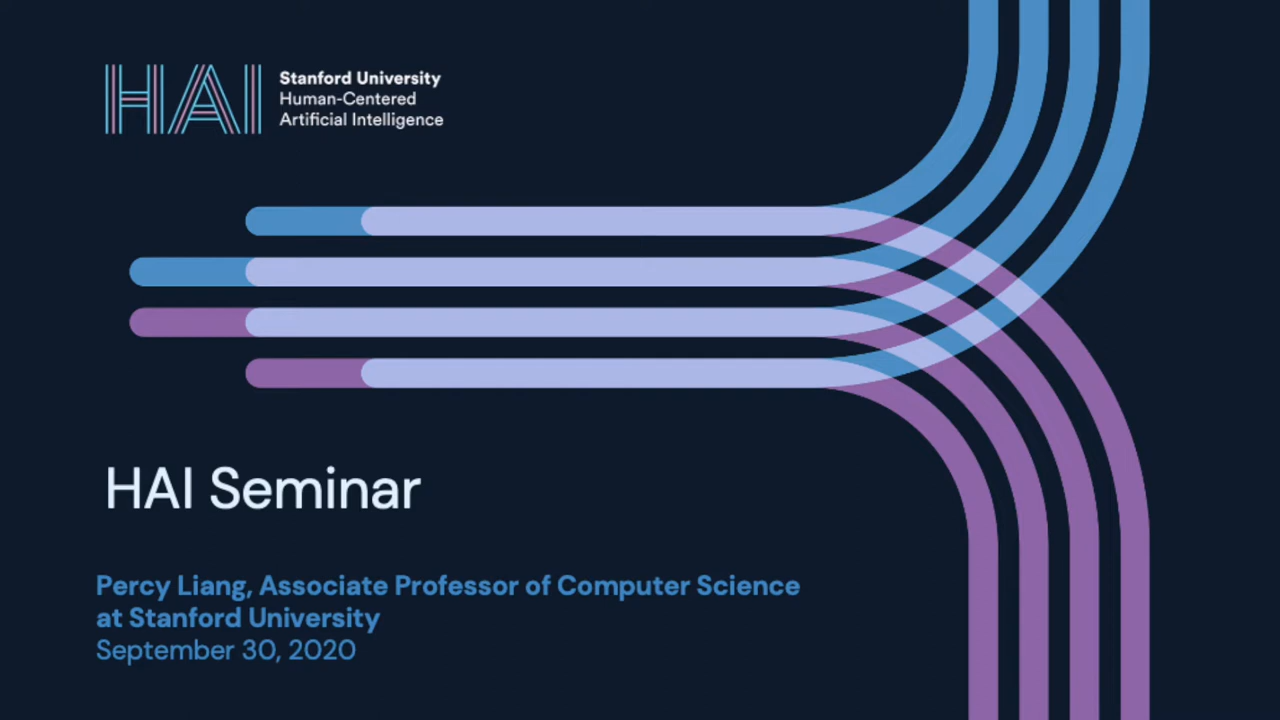 HAI
Stanford University
Human-Centered
Artificial Intelligence
HAI Seminar
Percy Liang, Associate Professor of Computer Science
at Stanford University
September 30, 2020